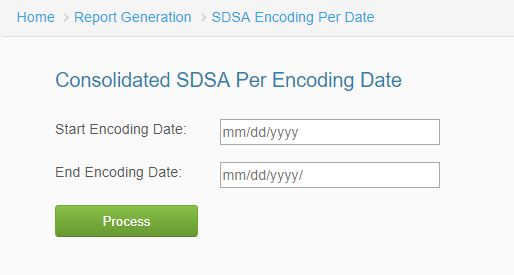 Home > Report Generation > SDSA Encoding Per Date
Consolidated SDSA Per Encoding Date
Start Encoding Date: mm/dd/yyyy
End Encoding Date: mm/dd/yyyy/
Process